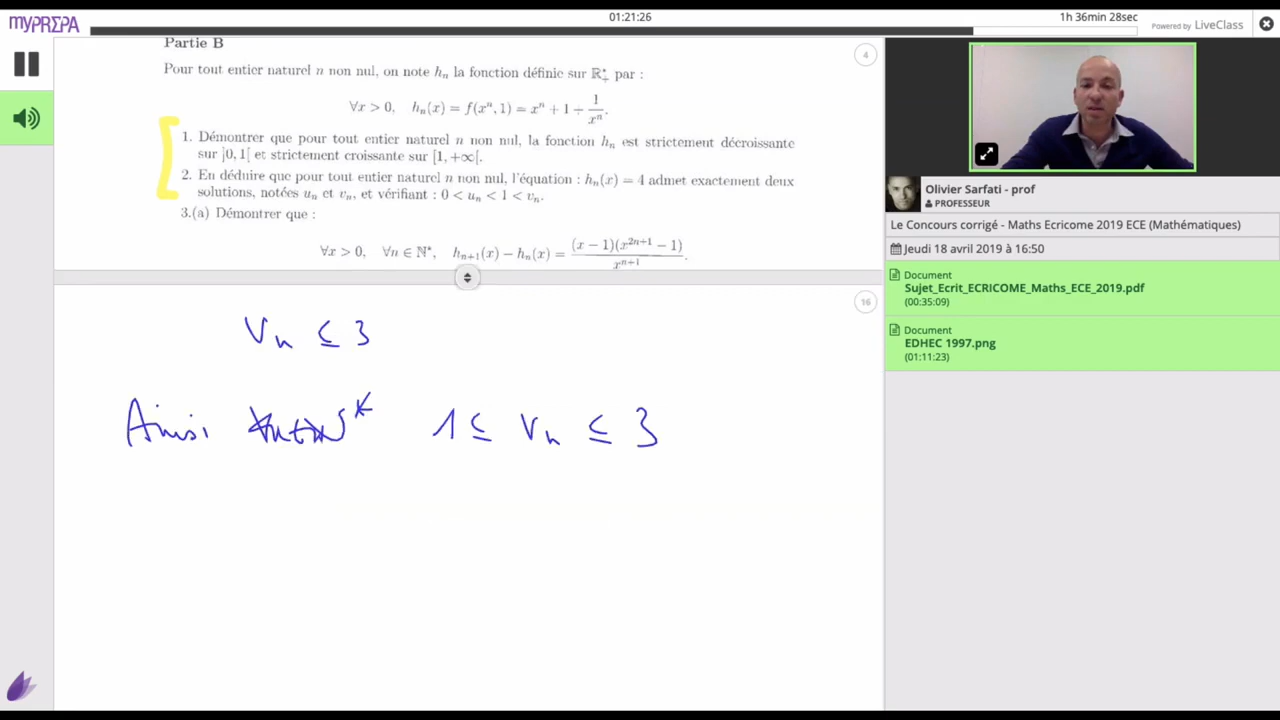 myPRΣPA
01:21:26
1h 36min 28sec
Powered by LiveClass
Partie B
4
Pour tout entier naturel n non nul, on note hₙ la fonction définie sur ℝ₊* par :
∀x > 0, hₙ(x) = f(xⁿ, 1) = xⁿ + 1 + 1/xⁿ.
1. Démontrer que pour tout entier naturel n non nul, la fonction hₙ est strictement décroissante
sur ]0, 1[ et strictement croissante sur [1, +∞[.
2. En déduire que pour tout entier naturel n non nul, l'équation : hₙ(x) = 4 admet exactement deux
solutions, notées uₙ et vₙ, et vérifiant : 0 < uₙ < 1 < vₙ.
3.(a) Démontrer que :
∀x > 0, ∀n ∈ ℕ*, hₙ₊₁(x) − hₙ(x) = (x − 1)(x²ⁿ⁺¹ − 1)/xⁿ⁺¹.
16
Vₙ ≤ 3
Ainsi ∀n∈ℕ* 1 ≤ Vₙ ≤ 3
Olivier Sarfati - prof
PROFESSEUR
Le Concours corrigé - Maths Ecricome 2019 ECE (Mathématiques)
Jeudi 18 avril 2019 à 16:50
Document
Sujet_Ecrit_ECRICOME_Maths_ECE_2019.pdf
(00:35:09)
Document
EDHEC 1997.png
(01:11:23)